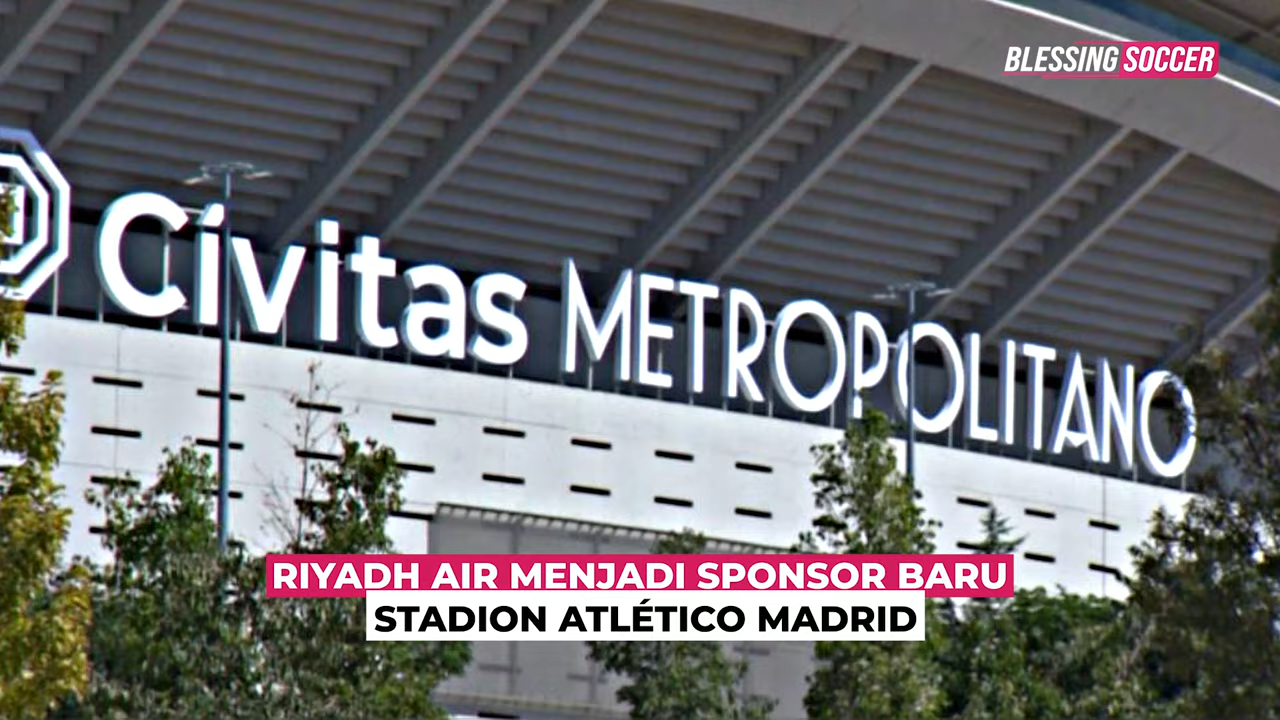 BLESSING SOCCER
Cívitas METROPOLITANO
RIYADH AIR MENJADI SPONSOR BARU
STADION ATLÉTICO MADRID